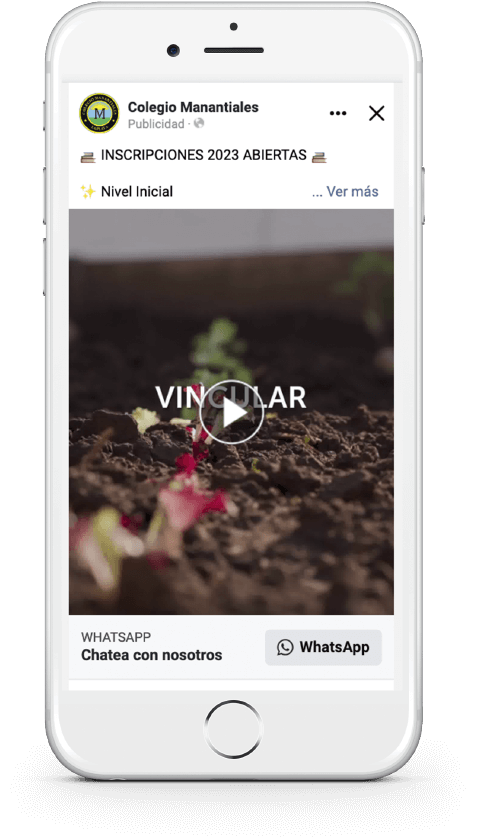 Colegio Manantiales
Publicidad ·
📚 INSCRIPCIONES 2023 ABIERTAS 📚
✨ Nivel Inicial
... Ver más
VINCULAR
WHATSAPP
Chatea con nosotros
WhatsApp
M